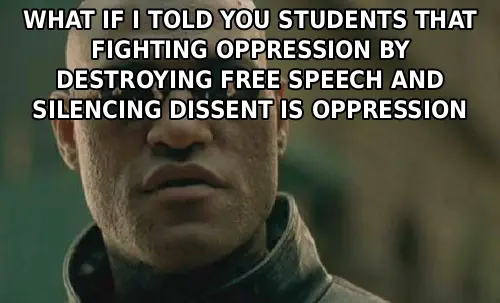 WHAT IF I TOLD YOU STUDENTS THAT
FIGHTING OPPRESSION BY
DESTROYING FREE SPEECH AND
SILENCING DISSENT IS OPPRESSION